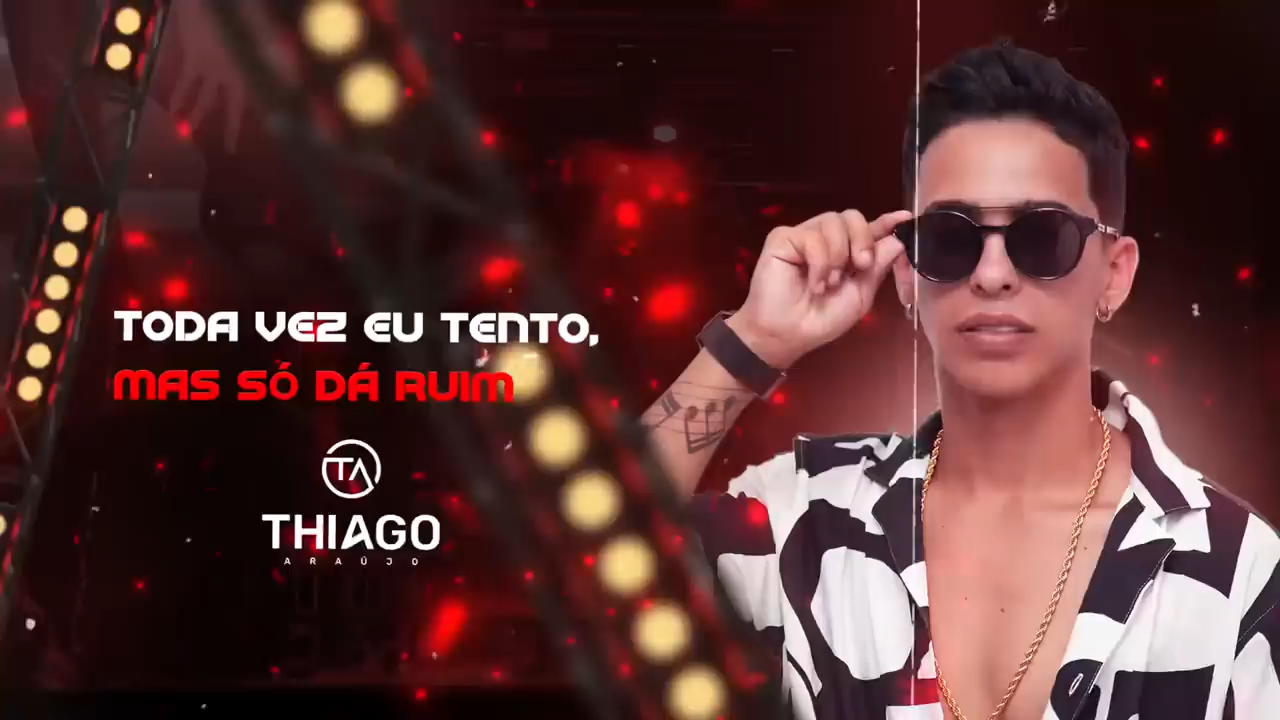 TODA VEZ EU TENTO,
MAS SÓ DÁ RUIM
TA
THIAGO
ARAÚJO